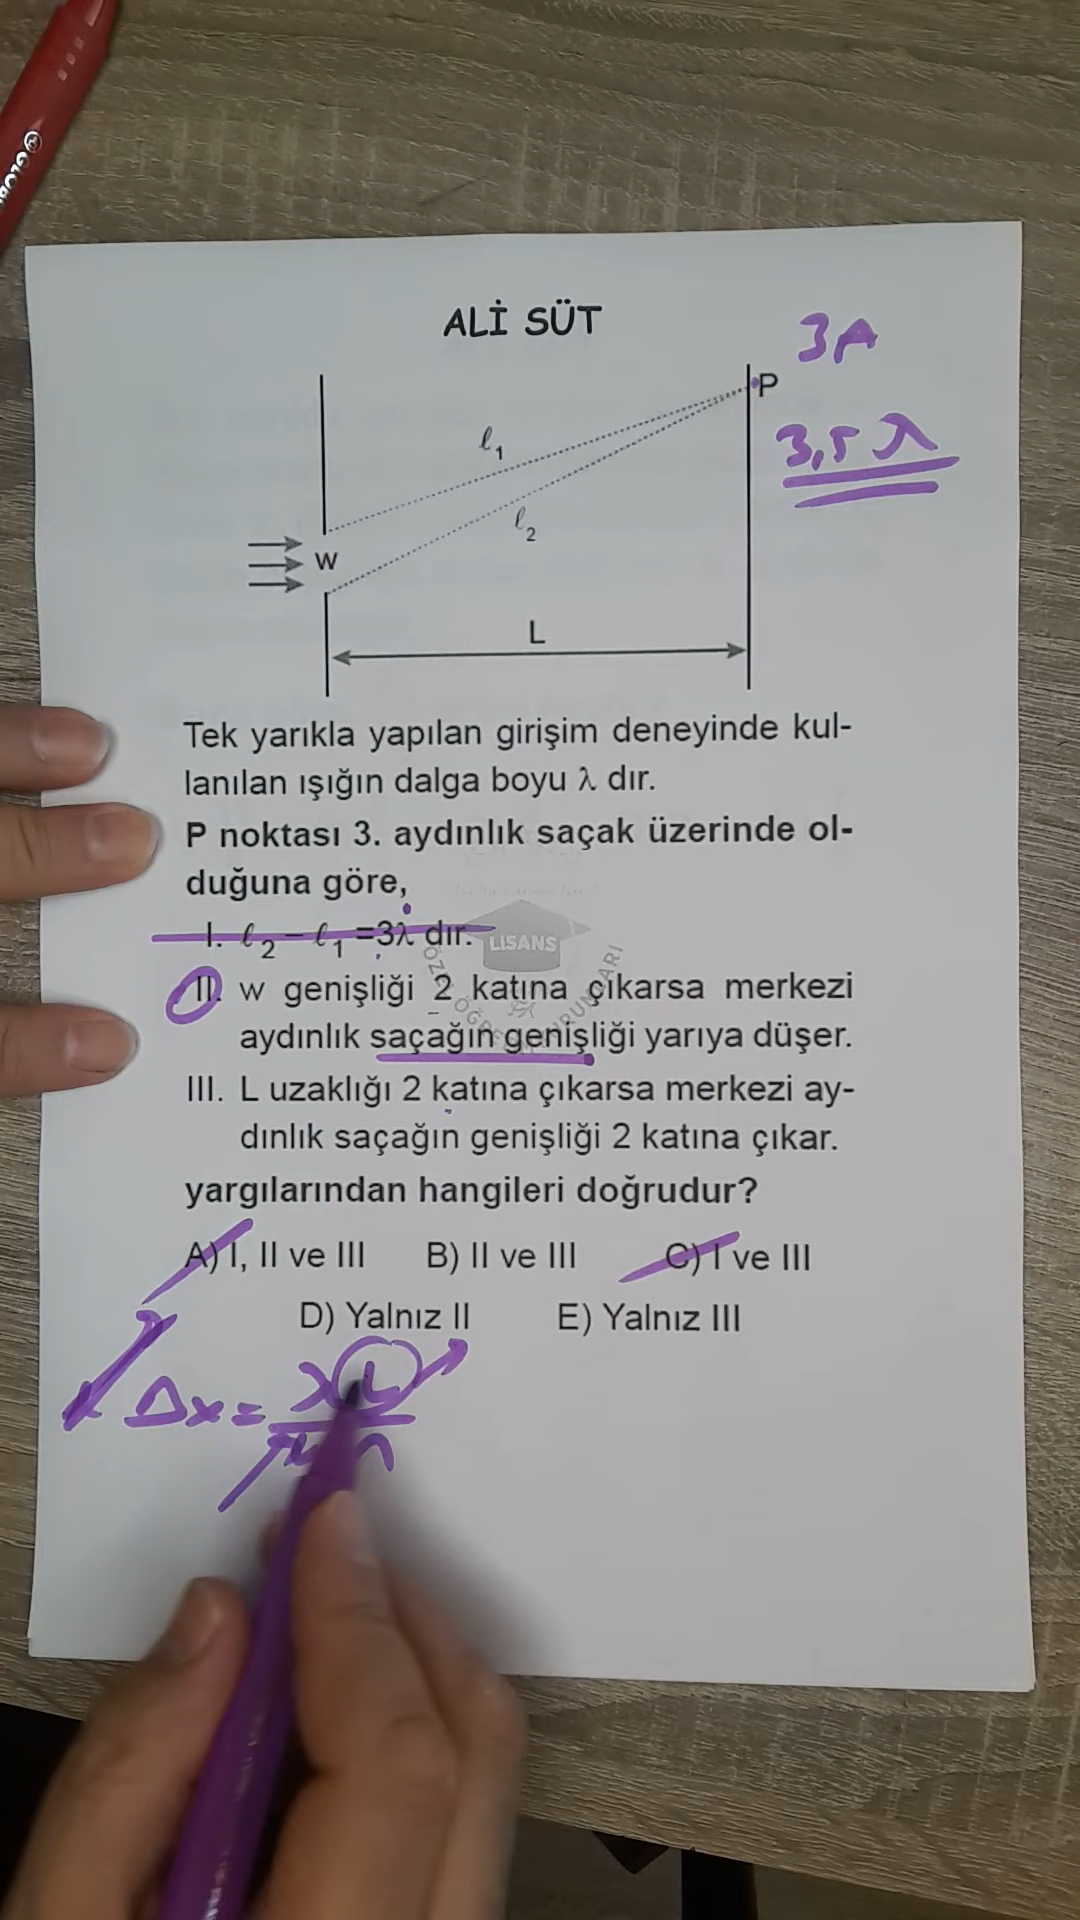 ALİ SÜT
3A
P
3,5 λ
ℓ1
ℓ2
w
L
Tek yarıkla yapılan girişim deneyinde kul-
lanılan ışığın dalga boyu λ dır.
P noktası 3. aydınlık saçak üzerinde ol-
duğuna göre,
I. ℓ2 – ℓ1 =3λ dır.
LİSANS
II. w genişliği 2 katına çıkarsa merkezi
aydınlık saçağın genişliği yarıya düşer.
III. L uzaklığı 2 katına çıkarsa merkezi ay-
dınlık saçağın genişliği 2 katına çıkar.
yargılarından hangileri doğrudur?
A) I, II ve III B) II ve III C) I ve III
D) Yalnız II E) Yalnız III
Δx = λL